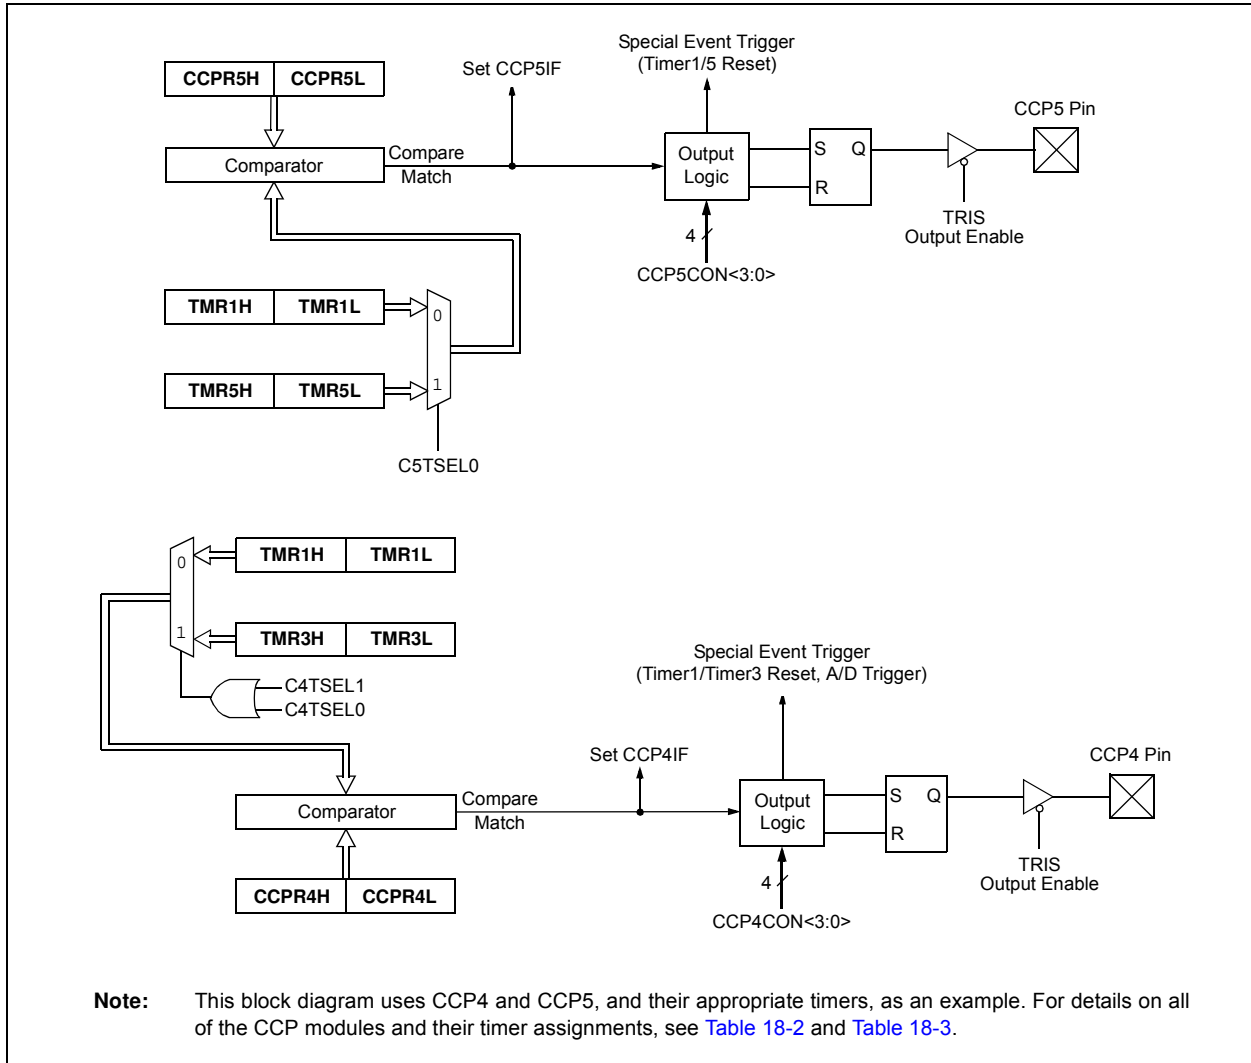 Special Event Trigger
(Timer1/5 Reset)
Set CCP5IF
CCPR5H CCPR5L
CCP5 Pin
Comparator
Compare
Match
Output
Logic
S Q
R
TRIS
Output Enable
4
CCP5CON<3:0>
TMR1H TMR1L
0
TMR5H TMR5L
1
C5TSEL0
0
TMR1H TMR1L
1
TMR3H TMR3L
C4TSEL1
C4TSEL0
Special Event Trigger
(Timer1/Timer3 Reset, A/D Trigger)
Set CCP4IF
CCP4 Pin
Comparator
Compare
Match
Output
Logic
S Q
R
TRIS
Output Enable
4
CCPR4H CCPR4L
CCP4CON<3:0>
Note: This block diagram uses CCP4 and CCP5, and their appropriate timers, as an example. For details on all
of the CCP modules and their timer assignments, see Table 18-2 and Table 18-3.